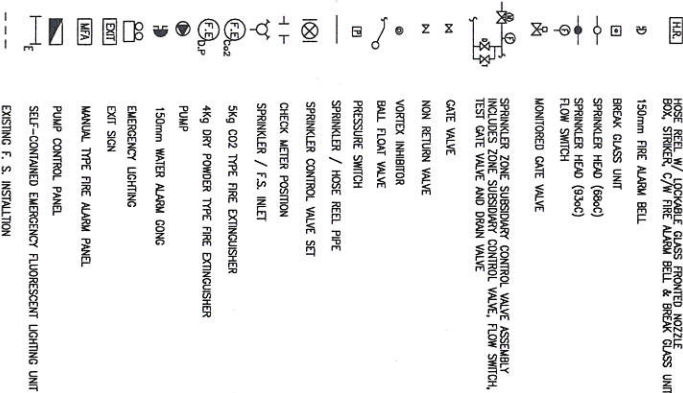 H.R.
HOSE REEL W/ LOCKABLE GLASS FRONTED NOZZLE
BOX, STRIKER, C/W FIRE ALARM BELL & BREAK GLASS UNIT
150mm FIRE ALARM BELL
BREAK GLASS UNIT
SPRINKLER HEAD (68oC)
SPRINKLER HEAD (93oC)
F
FLOW SWITCH
MONITORED GATE VALVE
M
F
SPRINKLER ZONE SUBSIDIARY CONTROL VALVE ASSEMBLY
INCLUDES ZONE SUBSIDIARY CONTROL VALVE, FLOW SWITCH,
TEST GATE VALVE AND DRAIN VALVE
GATE VALVE
NON RETURN VALVE
VORTEX INHIBITOR
BALL FLOAT VALVE
P
PRESSURE SWITCH
SPRINKLER / HOSE REEL PIPE
SPRINKLER CONTROL VALVE SET
CHECK METER POSITION
SPRINKLER / F.S. INLET
F.E Co2
5Kg CO2 TYPE FIRE EXTINGUISHER
F.E D.P
4Kg DRY POWDER TYPE FIRE EXTINGUISHER
PUMP
150mm WATER ALARM GONG
EMERGENCY LIGHTING
EXIT
EXIT SIGN
MFA
MANUAL TYPE FIRE ALARM PANEL
PUMP CONTROL PANEL
E
SELF-CONTAINED EMERGENCY FLUORESCENT LIGHTING UNIT
EXISTING F. S. INSTALLTION